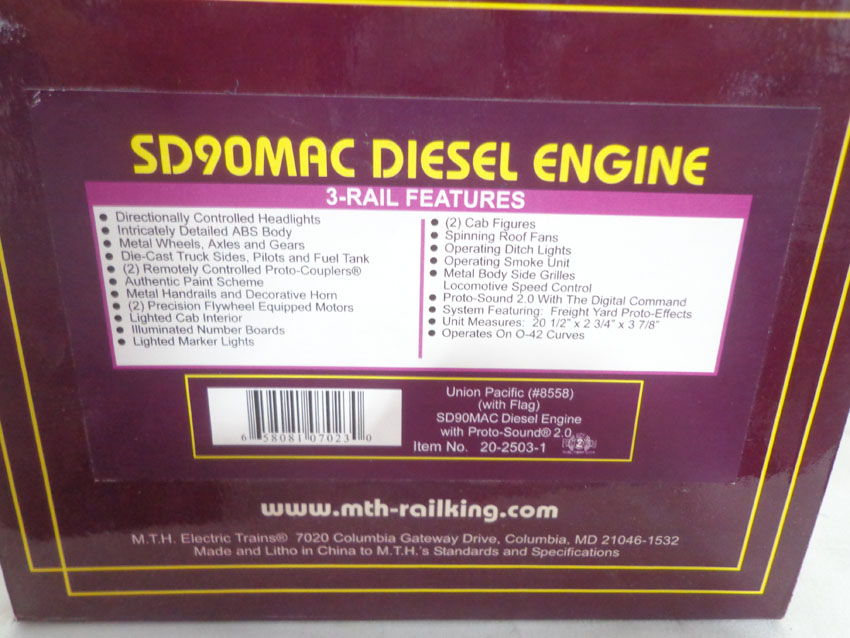 SD90MAC DIESEL ENGINE
3-RAIL FEATURES
• Directionally Controlled Headlights
• Intricately Detailed ABS Body
• Metal Wheels, Axles and Gears
• Die-Cast Truck Sides, Pilots and Fuel Tank
• (2) Remotely Controlled Proto-Couplers®
• Authentic Paint Scheme
• Metal Handrails and Decorative Horn
• (2) Precision Flywheel Equipped Motors
• Lighted Cab Interior
• Illuminated Number Boards
• Lighted Marker Lights
• (2) Cab Figures
• Spinning Roof Fans
• Operating Ditch Lights
• Operating Smoke Unit
• Metal Body Side Grilles
Locomotive Speed Control
• Proto-Sound 2.0 With The Digital Command
• System Featuring: Freight Yard Proto-Effects
• Unit Measures: 20 1/2" x 2 3/4" x 3 7/8"
• Operates On O-42 Curves
6 58081 07023 0
Union Pacific (#8558)
(with Flag)
SD90MAC Diesel Engine
with Proto-Sound® 2.0
Item No. 20-2503-1
www.mth-railking.com
M.T.H. Electric Trains® 7020 Columbia Gateway Drive, Columbia, MD 21046-1532
Made and Litho in China to M.T.H.'s Standards and Specifications